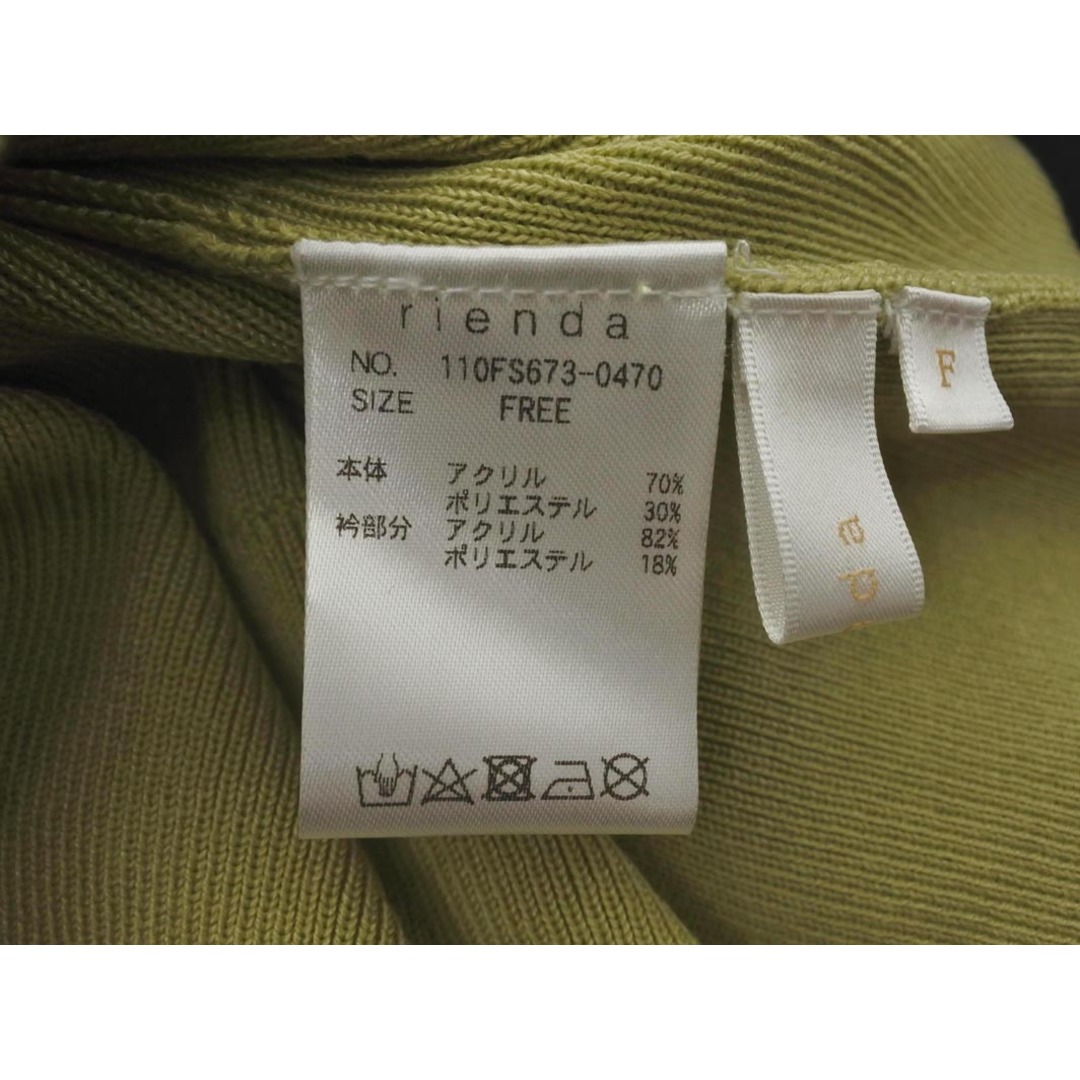 rienda
NO. 110FS673-0470
SIZE FREE
本体 アクリル 70%
ポリエステル 30%
衿部分 アクリル 82%
ポリエステル 18%
F
da